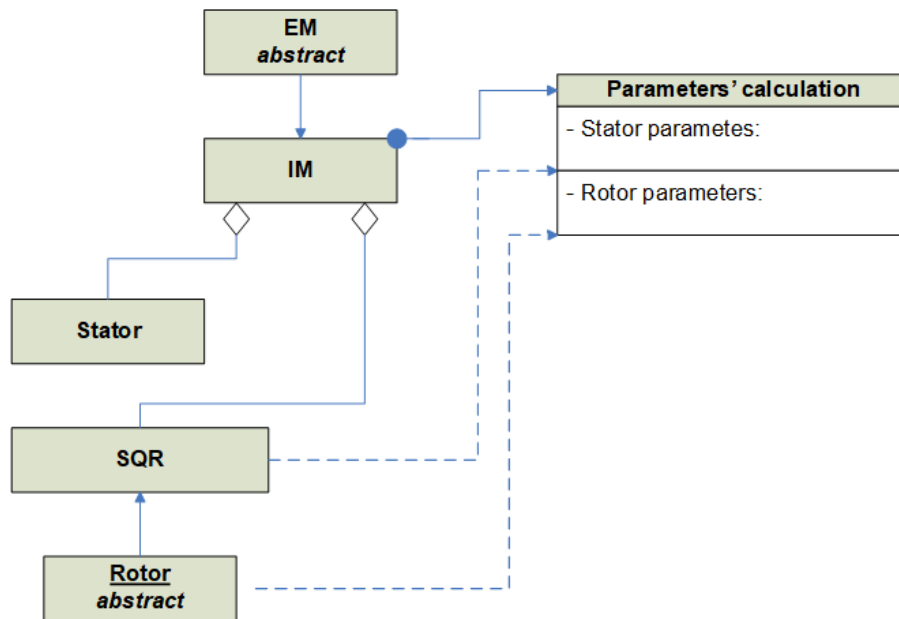 EM
abstract
Parameters’ calculation
- Stator parametes:
IM
- Rotor parameters:
Stator
SQR
Rotor
abstract